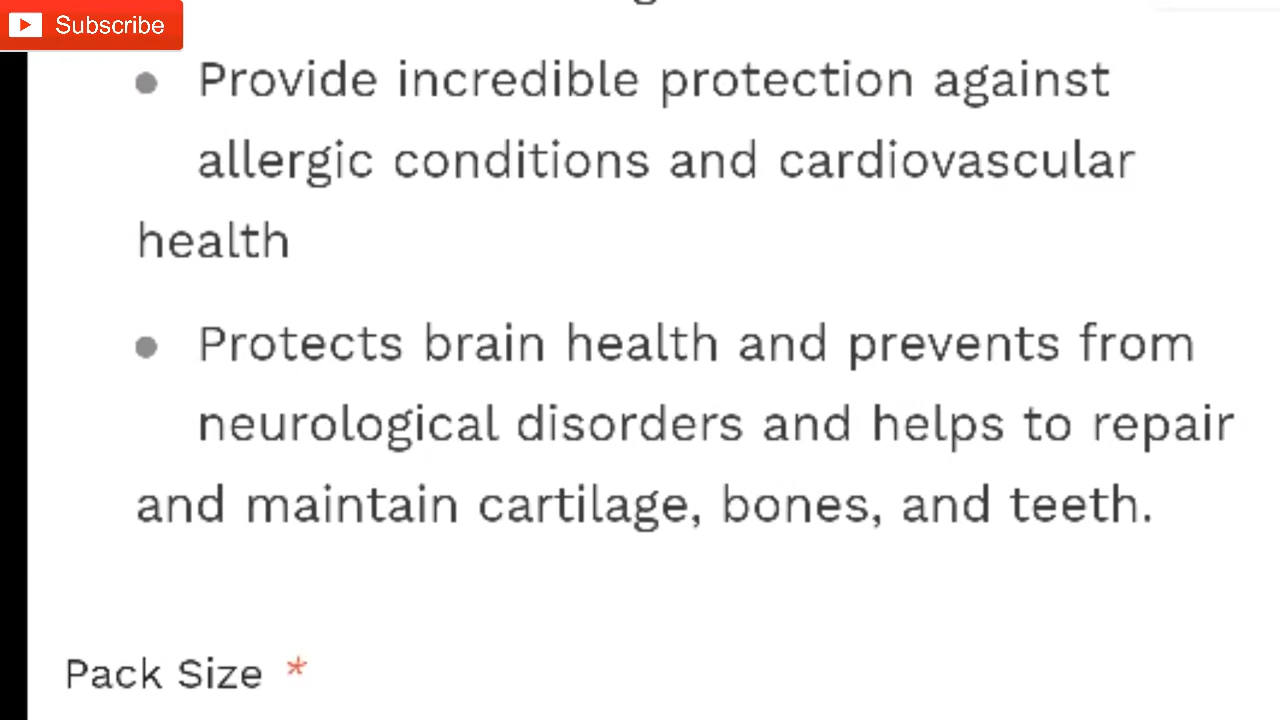 Subscribe
Provide incredible protection against
allergic conditions and cardiovascular
health
Protects brain health and prevents from
neurological disorders and helps to repair
and maintain cartilage, bones, and teeth.
Pack Size *